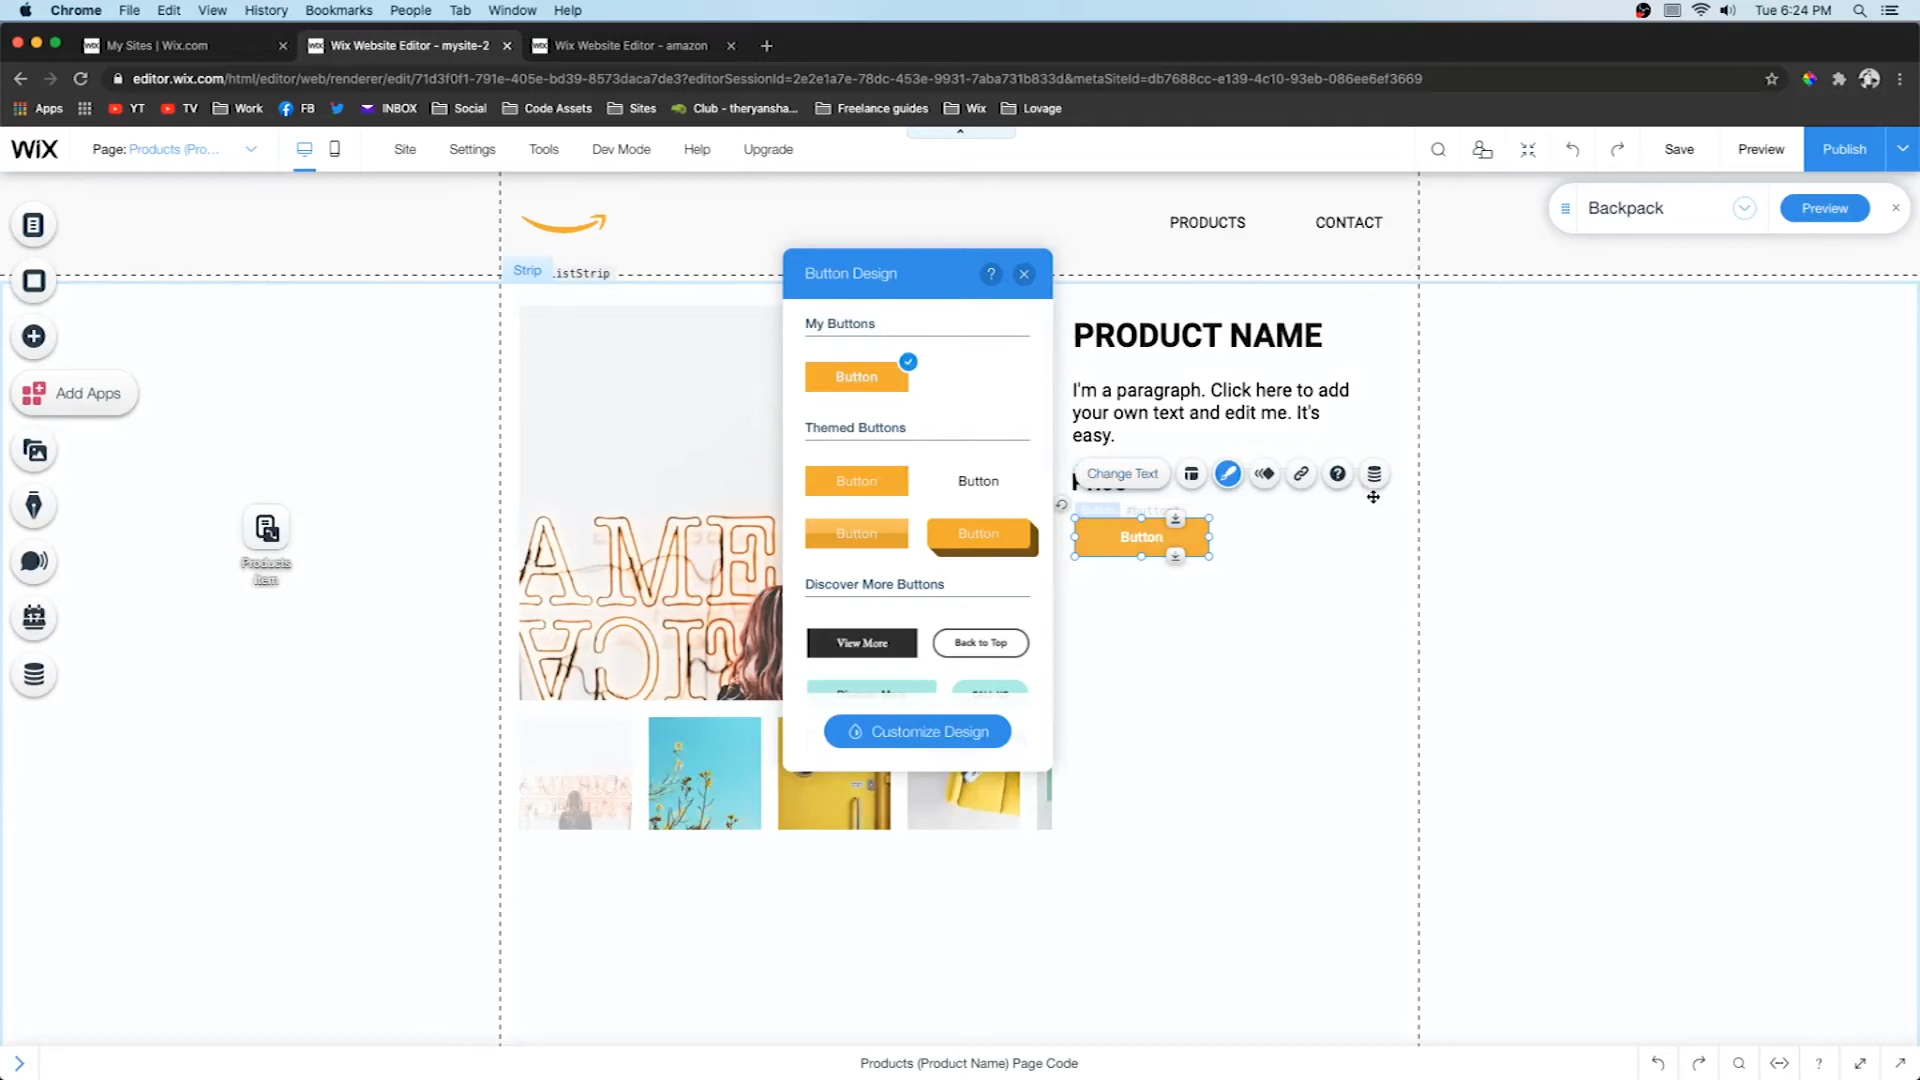 Chrome File Edit View History Bookmarks People Tab Window Help Tue 6:24 PM
My Sites | Wix.com
Wix Website Editor - mysite-2
Wix Website Editor - amazon
editor.wix.com/html/editor/web/renderer/edit/71d3f0f1-791e-405e-bd39-8573daca7de3?editorSessionId=2e2e1a7e-78dc-453e-9931-7aba731b833d&metaSiteId=db7688cc-e139-4c10-93eb-086ee6ef3669
Apps YT TV Work FB INBOX Social Code Assets Sites Club - theryansha... Freelance guides Wix Lovage
WiX Page: Products (Pro... Site Settings Tools Dev Mode Help Upgrade Save Preview Publish
Backpack Preview
PRODUCTS CONTACT
Strip
istStrip
Add Apps
Products
item
Button Design
My Buttons
Button
Themed Buttons
Button Button
Button Button
Discover More Buttons
View More Back to Top
Customize Design
PRODUCT NAME
I'm a paragraph. Click here to add
your own text and edit me. It's
easy.
Change Text
Button
AME
Products (Product Name) Page Code